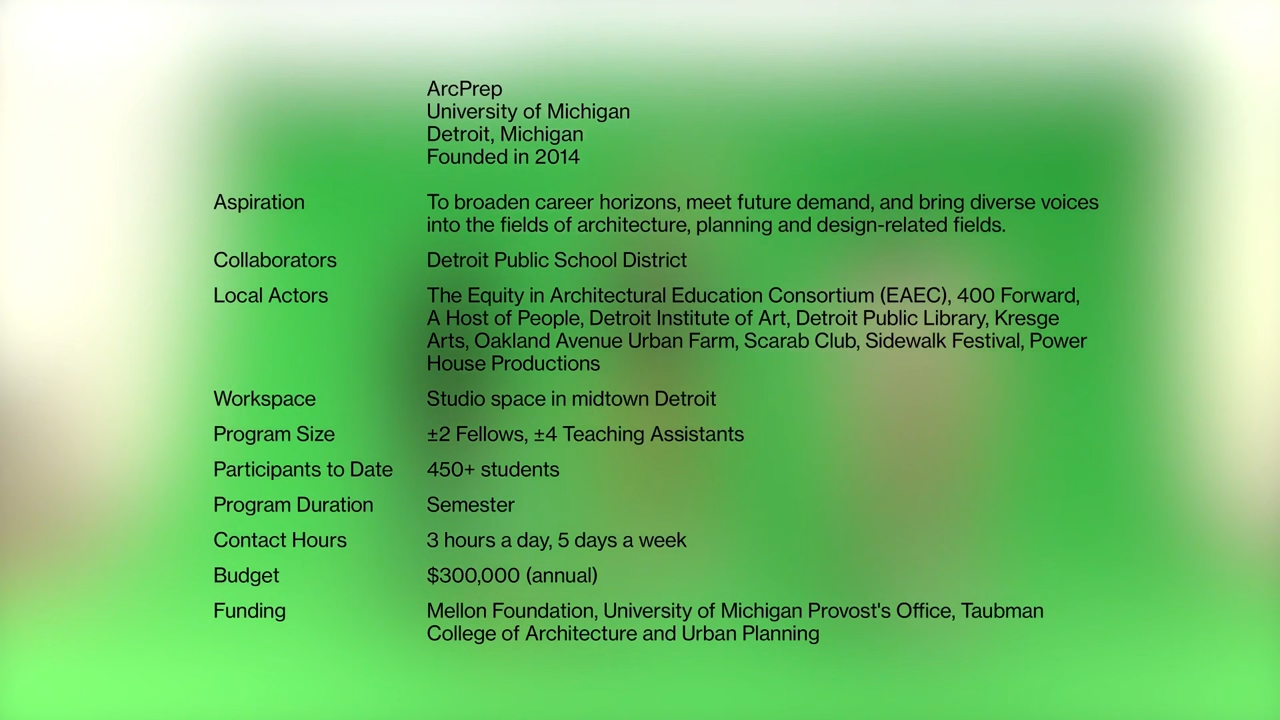 ArcPrep
University of Michigan
Detroit, Michigan
Founded in 2014
Aspiration To broaden career horizons, meet future demand, and bring diverse voices
into the fields of architecture, planning and design-related fields.
Collaborators Detroit Public School District
Local Actors The Equity in Architectural Education Consortium (EAEC), 400 Forward,
A Host of People, Detroit Institute of Art, Detroit Public Library, Kresge
Arts, Oakland Avenue Urban Farm, Scarab Club, Sidewalk Festival, Power
House Productions
Workspace Studio space in midtown Detroit
Program Size ±2 Fellows, ±4 Teaching Assistants
Participants to Date 450+ students
Program Duration Semester
Contact Hours 3 hours a day, 5 days a week
Budget $300,000 (annual)
Funding Mellon Foundation, University of Michigan Provost's Office, Taubman
College of Architecture and Urban Planning